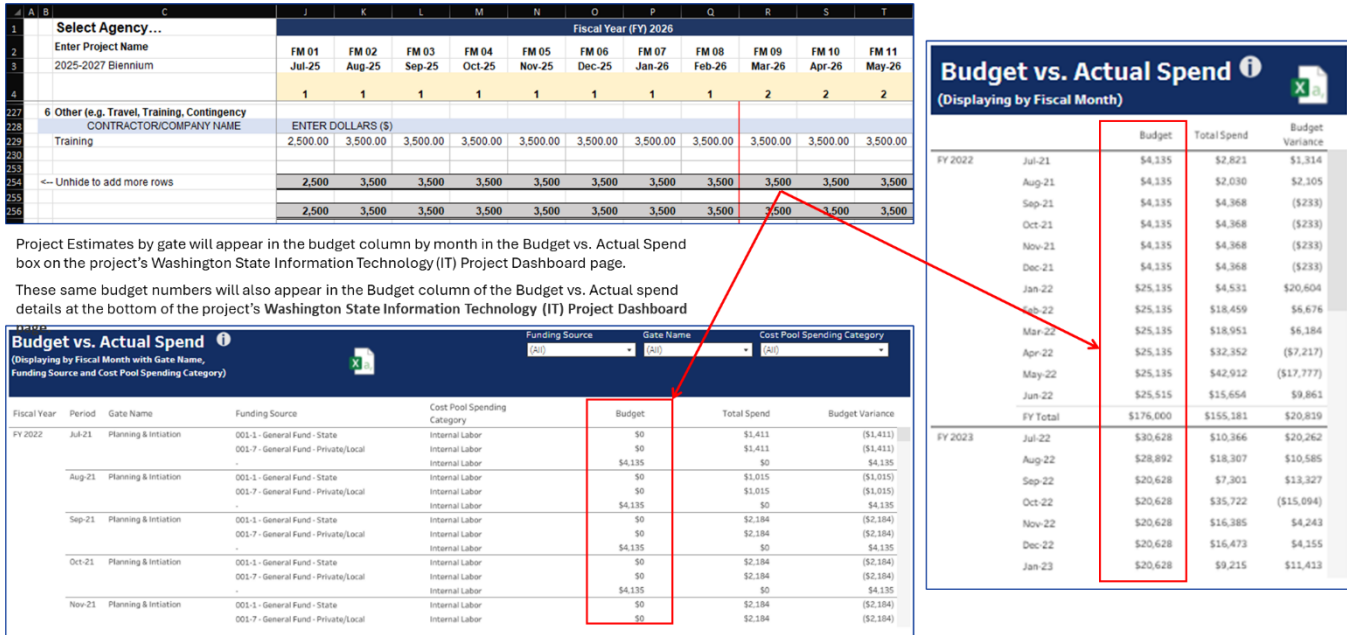 A B C J K L M N O P Q R S T
1 Select Agency... Fiscal Year (FY) 2026
2 Enter Project Name FM 01 FM 02 FM 03 FM 04 FM 05 FM 06 FM 07 FM 08 FM 09 FM 10 FM 11
3 2025-2027 Biennium Jul-25 Aug-25 Sep-25 Oct-25 Nov-25 Dec-25 Jan-26 Feb-26 Mar-26 Apr-26 May-26
4 1 1 1 1 1 1 1 1 2 2 2
227 6 Other (e.g. Travel, Training, Contingency
228 CONTRACTOR/COMPANY NAME ENTER DOLLARS ($)
229 Training 2,500.00 3,500.00 3,500.00 3,500.00 3,500.00 3,500.00 3,500.00 3,500.00 3,500.00 3,500.00 3,500.00
230
253
254 <-- Unhide to add more rows 2,500 3,500 3,500 3,500 3,500 3,500 3,500 3,500 3,500 3,500 3,500
255
256 2,500 3,500 3,500 3,500 3,500 3,500 3,500 3,500 3,500 3,500 3,500
Project Estimates by gate will appear in the budget column by month in the Budget vs. Actual Spend
box on the project's Washington State Information Technology (IT) Project Dashboard page.
These same budget numbers will also appear in the Budget column of the Budget vs. Actual spend
details at the bottom of the project's Washington State Information Technology (IT) Project Dashboard
Budget vs. Actual Spend i
(Displaying by Fiscal Month with Gate Name,
Funding Source and Cost Pool Spending Category)
X a,
Funding Source Gate Name Cost Pool Spending Category
(All) (All) (All)
Fiscal Year Period Gate Name Funding Source Cost Pool Spending Category Budget Total Spend Budget Variance
FY 2022 Jul-21 Planning & Intiation 001-1 - General Fund - State Internal Labor $0 $1,411 ($1,411)
001-7 - General Fund - Private/Local Internal Labor $0 $1,411 ($1,411)
- Internal Labor $4,135 $0 $4,135
Aug-21 Planning & Intiation 001-1 - General Fund - State Internal Labor $0 $1,015 ($1,015)
001-7 - General Fund - Private/Local Internal Labor $0 $1,015 ($1,015)
- Internal Labor $4,135 $0 $4,135
Sep-21 Planning & Intiation 001-1 - General Fund - State Internal Labor $0 $2,184 ($2,184)
001-7 - General Fund - Private/Local Internal Labor $0 $2,184 ($2,184)
- Internal Labor $4,135 $0 $4,135
Oct-21 Planning & Intiation 001-1 - General Fund - State Internal Labor $0 $2,184 ($2,184)
001-7 - General Fund - Private/Local Internal Labor $0 $2,184 ($2,184)
- Internal Labor $4,135 $0 $4,135
Nov-21 Planning & Intiation 001-1 - General Fund - State Internal Labor $0 $2,184 ($2,184)
001-7 - General Fund - Private/Local Internal Labor $0 $2,184 ($2,184)
Budget vs. Actual Spend i
(Displaying by Fiscal Month)
X a,
Budget Total Spend Budget Variance
FY 2022 Jul-21 $4,135 $2,821 $1,314
Aug-21 $4,135 $2,030 $2,105
Sep-21 $4,135 $4,368 ($233)
Oct-21 $4,135 $4,368 ($233)
Nov-21 $4,135 $4,368 ($233)
Dec-21 $4,135 $4,368 ($233)
Jan-22 $25,135 $4,531 $20,604
Feb-22 $25,135 $18,459 $6,676
Mar-22 $25,135 $18,951 $6,184
Apr-22 $25,135 $32,352 ($7,217)
May-22 $25,135 $42,912 ($17,777)
Jun-22 $25,515 $15,654 $9,861
FY Total $176,000 $155,181 $20,819
FY 2023 Jul-22 $30,628 $10,366 $20,262
Aug-22 $28,892 $18,307 $10,585
Sep-22 $20,628 $7,301 $13,327
Oct-22 $20,628 $35,722 ($15,094)
Nov-22 $20,628 $16,385 $4,243
Dec-22 $20,628 $16,473 $4,155
Jan-23 $20,628 $9,215 $11,413